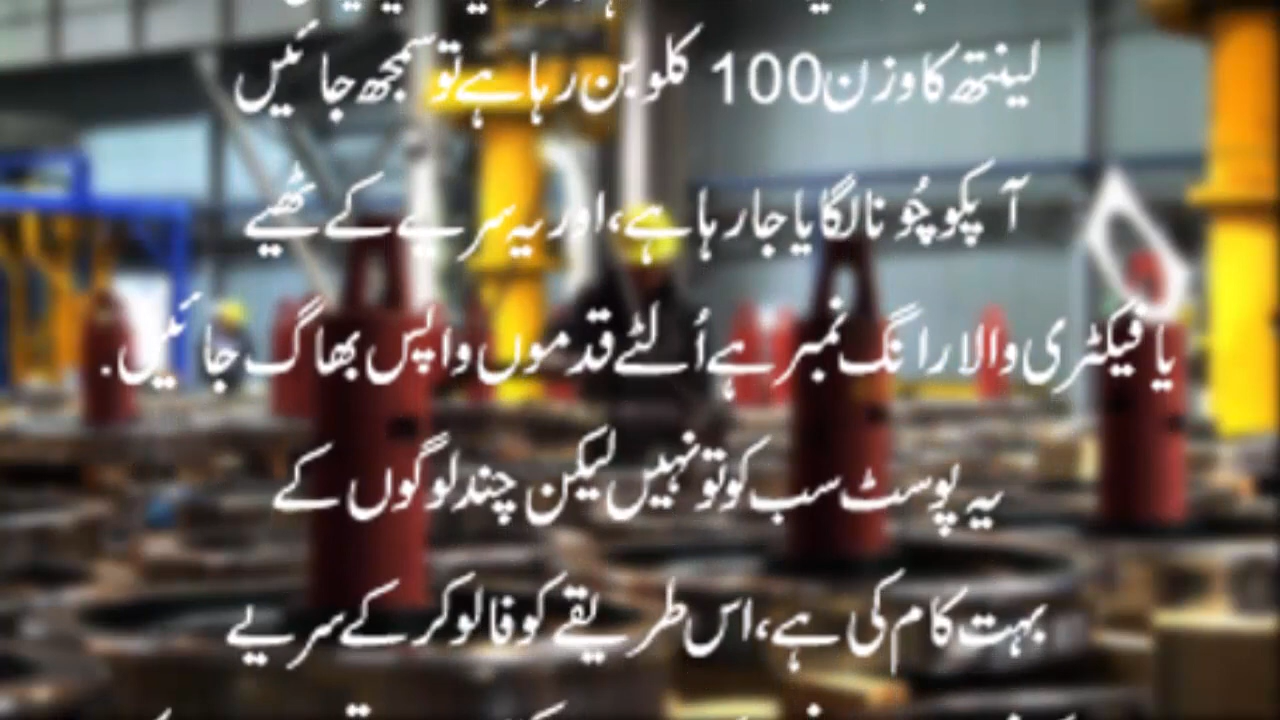 لینتھ کا وزن 100 کلو بن رہا ہے تو سمجھ جائیں
آپکو چُونا لگایا جا رہا ہے، اور یہ سریے کے ٹھیے
یا فیکٹری والا رانگ نمبر ہے اُلٹے قدموں واپس بھاگ جائیں.
یہ پوسٹ سب کو تو نہیں لیکن چند لوگوں کے
بہت کام کی ہے، اس طریقے کو فالو کر کے سریے